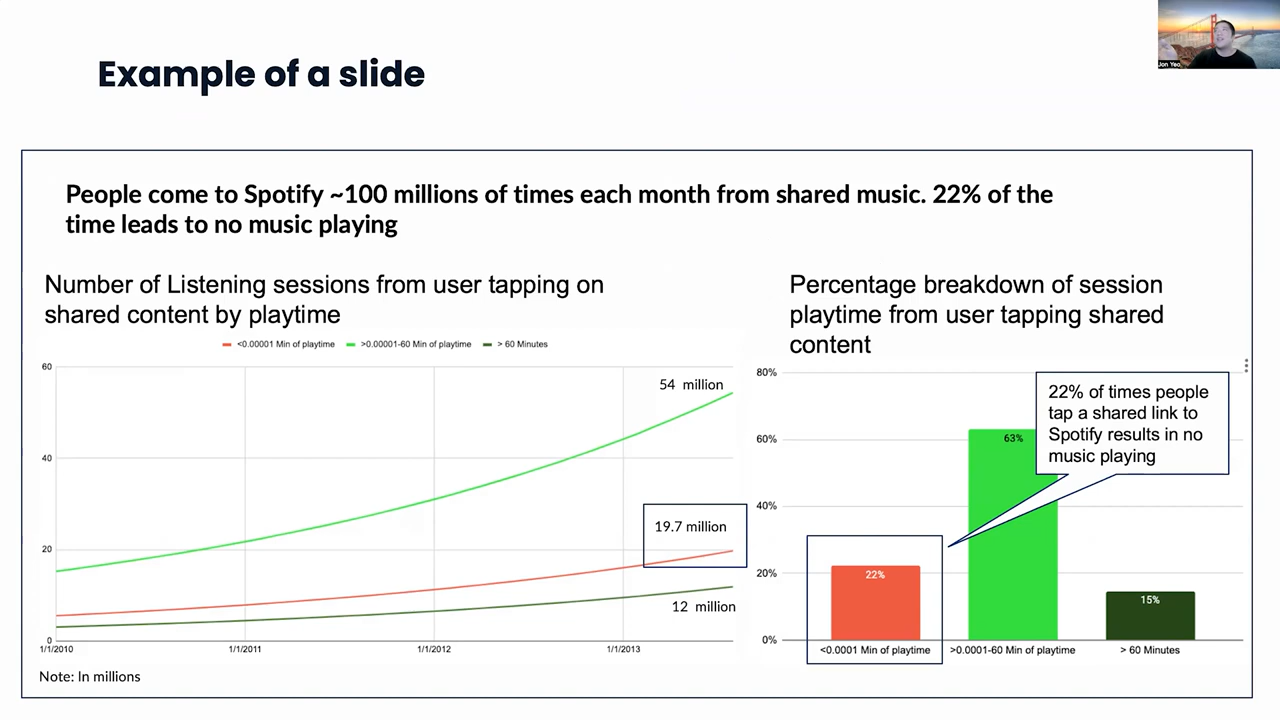 Example of a slide
Jon Yeo
People come to Spotify ~100 millions of times each month from shared music. 22% of the
time leads to no music playing
Number of Listening sessions from user tapping on
shared content by playtime
<0.00001 Min of playtime
>0.00001-60 Min of playtime
> 60 Minutes
60
40
20
0
54 million
19.7 million
12 million
1/1/2010
1/1/2011
1/1/2012
1/1/2013
Note: In millions
Percentage breakdown of session
playtime from user tapping shared
content
80%
60%
40%
20%
0%
22% of times people
tap a shared link to
Spotify results in no
music playing
22%
63%
15%
<0.0001 Min of playtime
>0.0001-60 Min of playtime
> 60 Minutes